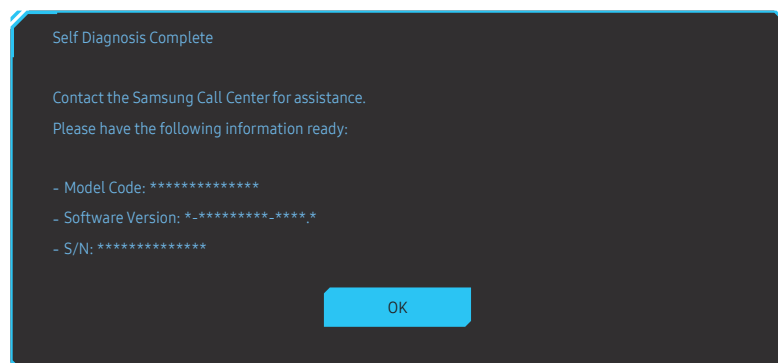 Self Diagnosis Complete
Contact the Samsung Call Center for assistance.
Please have the following information ready:
- Model Code: **************
- Software Version: *-*********-****.*
- S/N: **************
OK